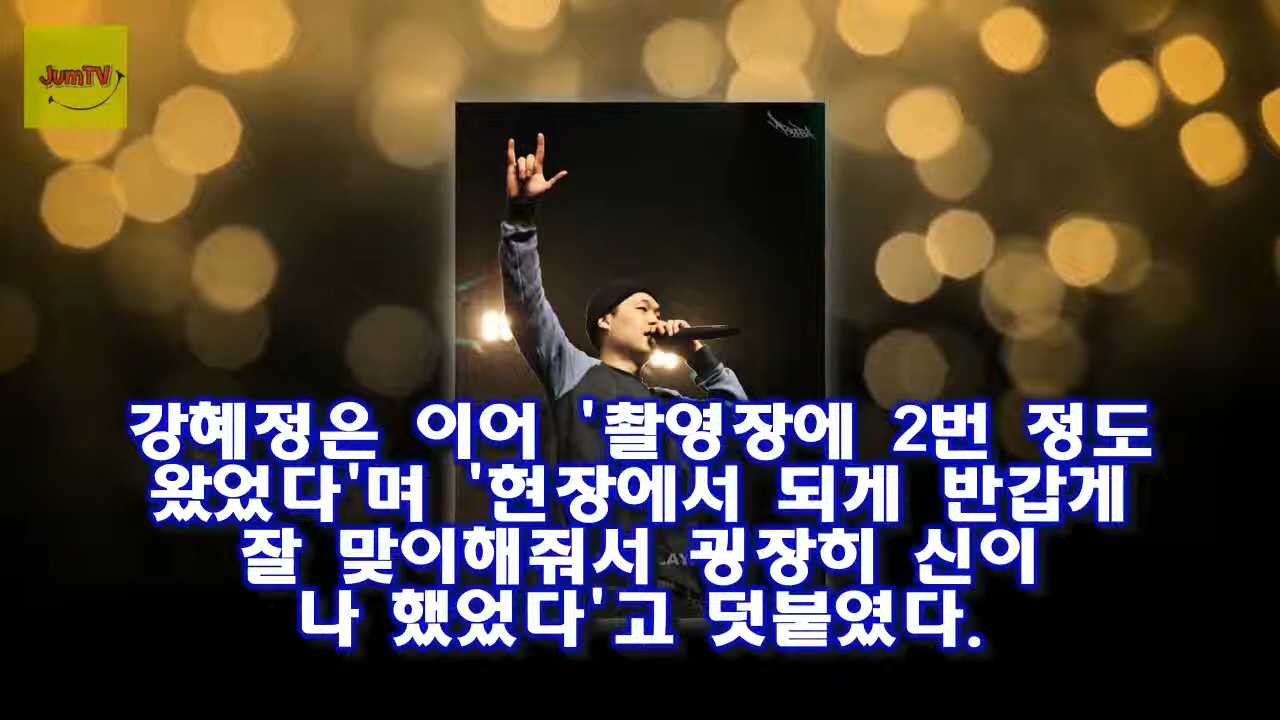 JumTV
강혜정은 이어 '촬영장에 2번 정도
왔었다'며 '현장에서 되게 반갑게
잘 맞이해줘서 굉장히 신이
나 했었다'고 덧붙였다.